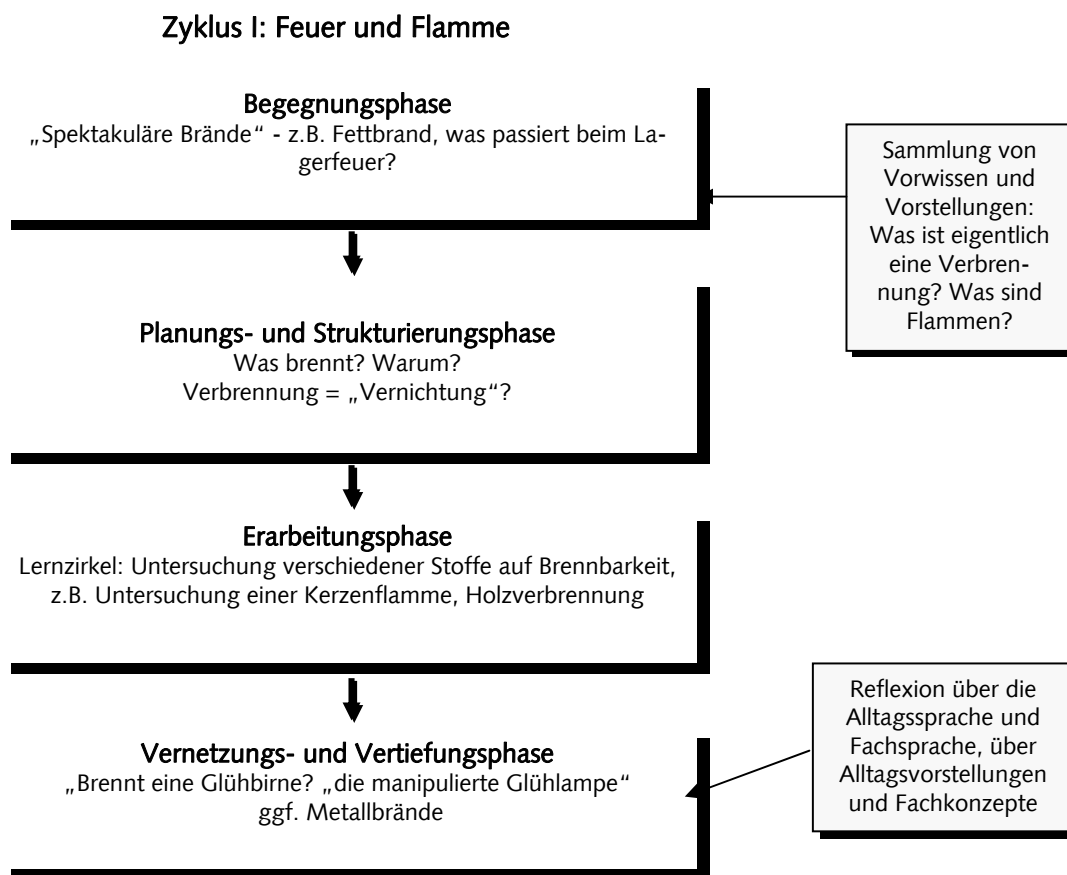 Zyklus I: Feuer und Flamme
Begegnungsphase
„Spektakuläre Brände“ - z.B. Fettbrand, was passiert beim La-
gerfeuer?
Sammlung von
Vorwissen und
Vorstellungen:
Was ist eigentlich
eine Verbren-
nung? Was sind
Flammen?
Planungs- und Strukturierungsphase
Was brennt? Warum?
Verbrennung = „Vernichtung“?
Erarbeitungsphase
Lernzirkel: Untersuchung verschiedener Stoffe auf Brennbarkeit,
z.B. Untersuchung einer Kerzenflamme, Holzverbrennung
Vernetzungs- und Vertiefungsphase
„Brennt eine Glühbirne? „die manipulierte Glühlampe“
ggf. Metallbrände
Reflexion über die
Alltagssprache und
Fachsprache, über
Alltagsvorstellungen
und Fachkonzepte